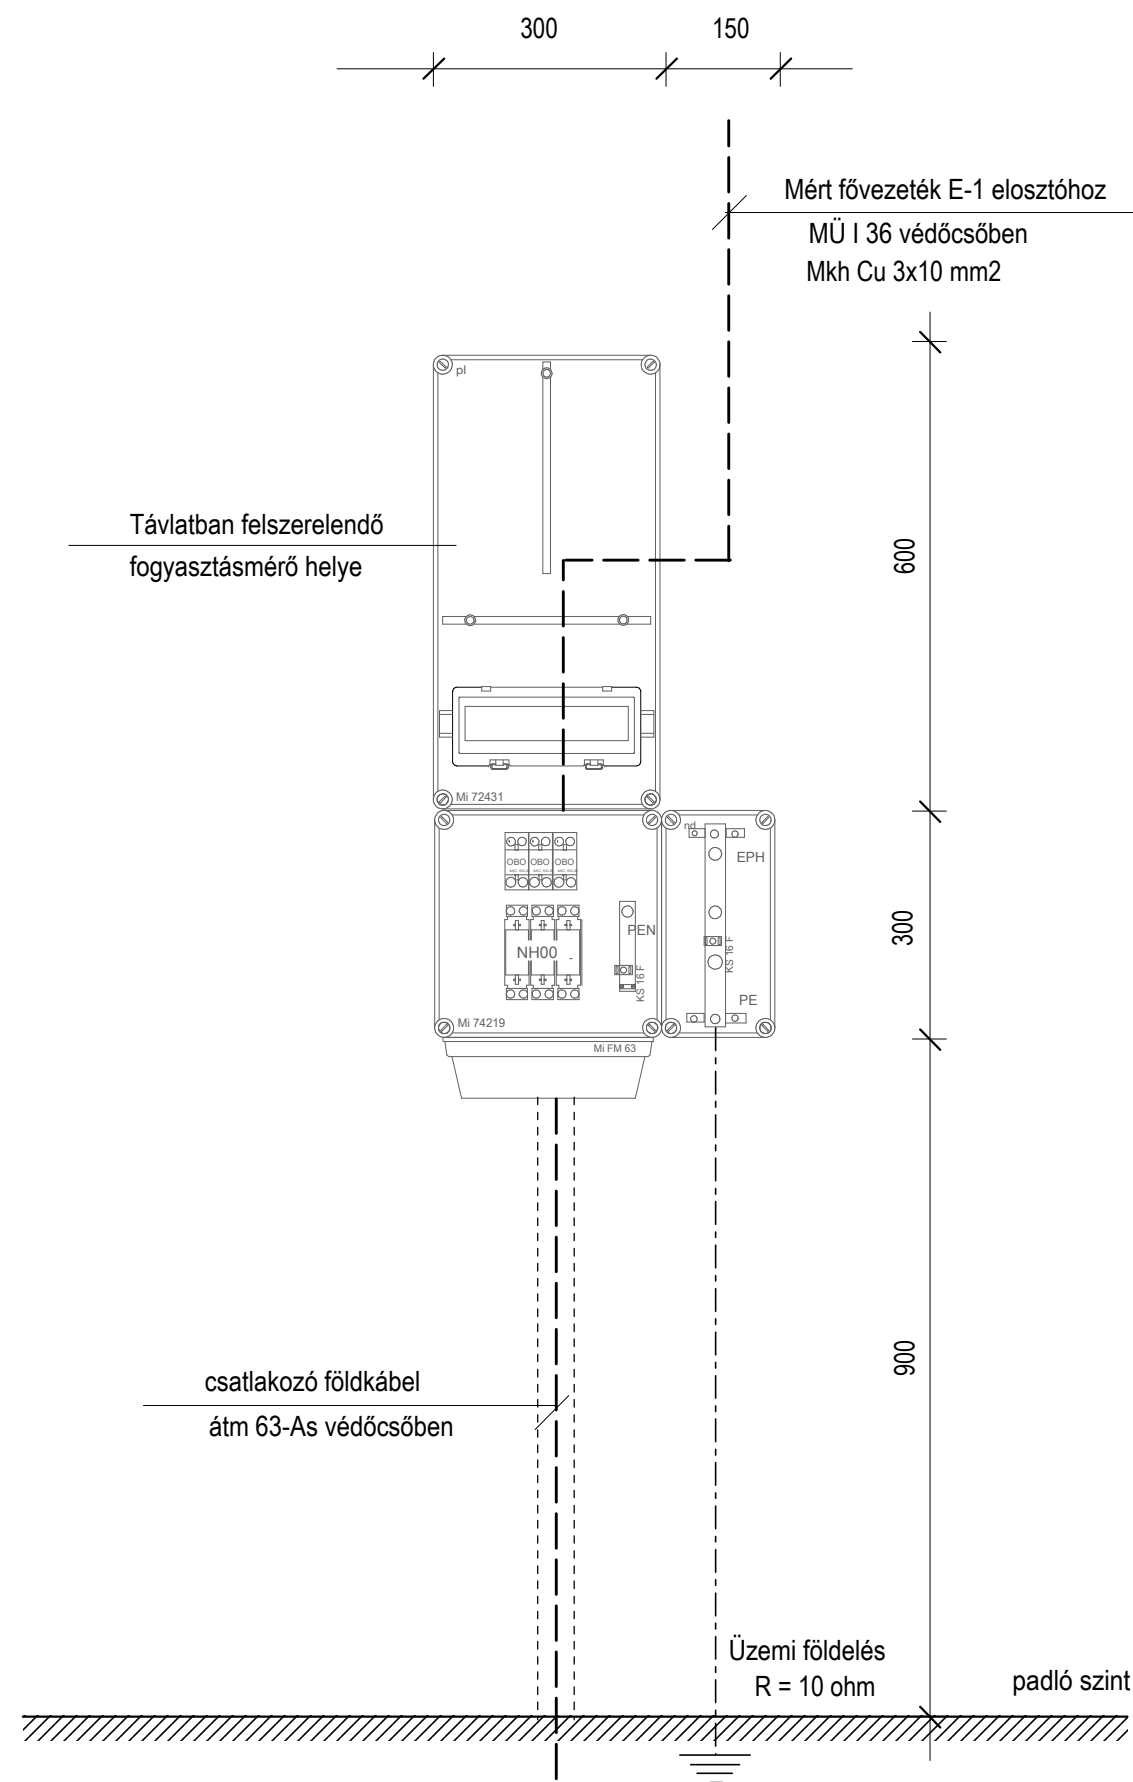 300
150
Mért fővezeték E-1 elosztóhoz
MÜ I 36 védőcsőben
Mkh Cu 3x10 mm2
pl
Távlatban felszerelendő
fogyasztásmérő helye
600
Mi 72431
nd
OBO OBO OBO
EPH
300
PEN
NH00
KS 16 F
KS 16 F
PE
Mi 74219
Mi FM 63
900
csatlakozó földkábel
átm 63-As védőcsőben
Üzemi földelés
R = 10 ohm
padló szint